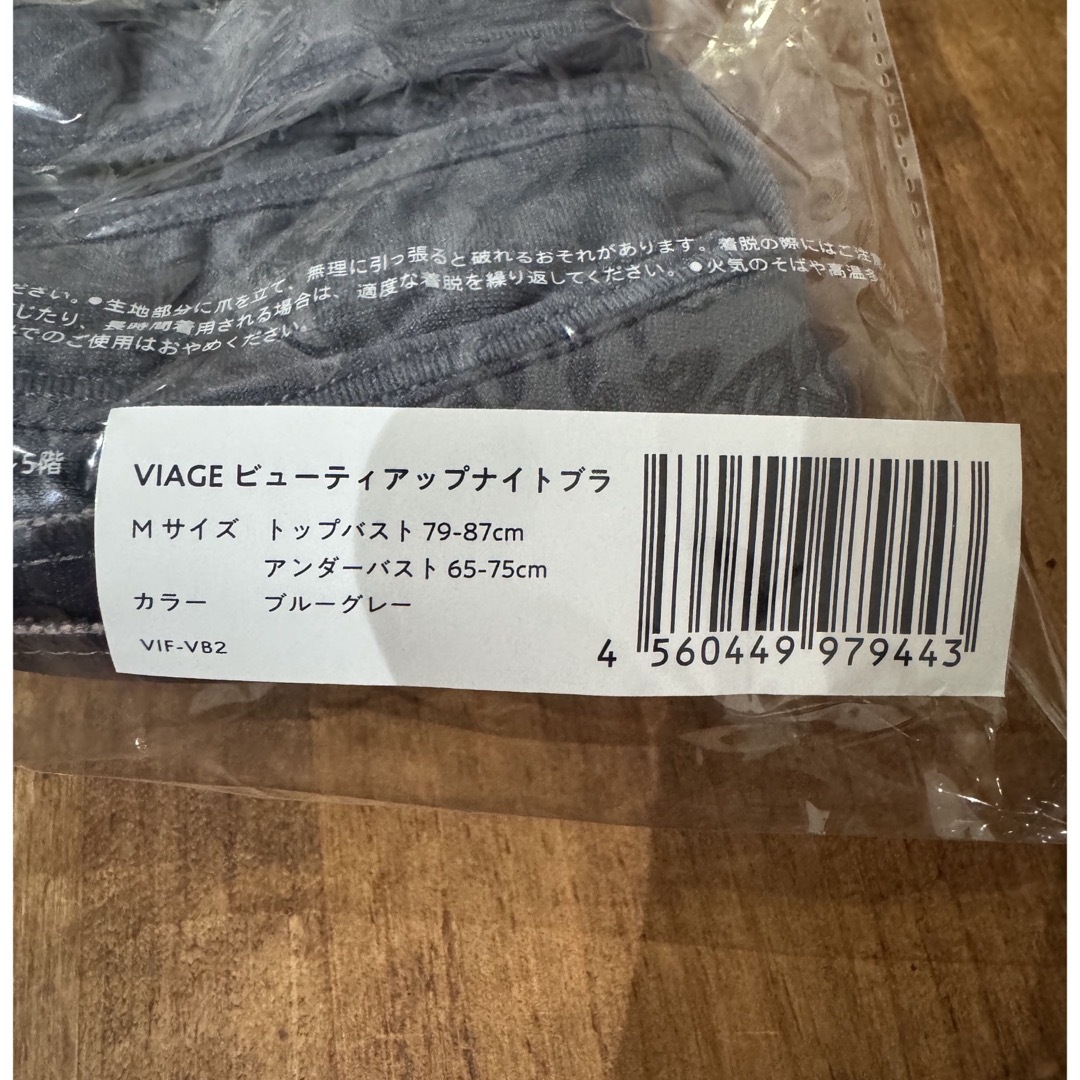 無理に引っ張ると破れるおそれがあります。着脱の際にはご注
ださい。●生地部分に爪を立て、適度な着脱を繰り返してください。●火気のそばや高温多
じたり、長時間着用される場合は、
でのご使用はおやめください。
5階
VIAGE ビューティアップナイトブラ
M サイズ トップバスト 79-87cm
アンダーバスト 65-75cm
カラー ブルーグレー
VIF-VB2
4 560449 979443